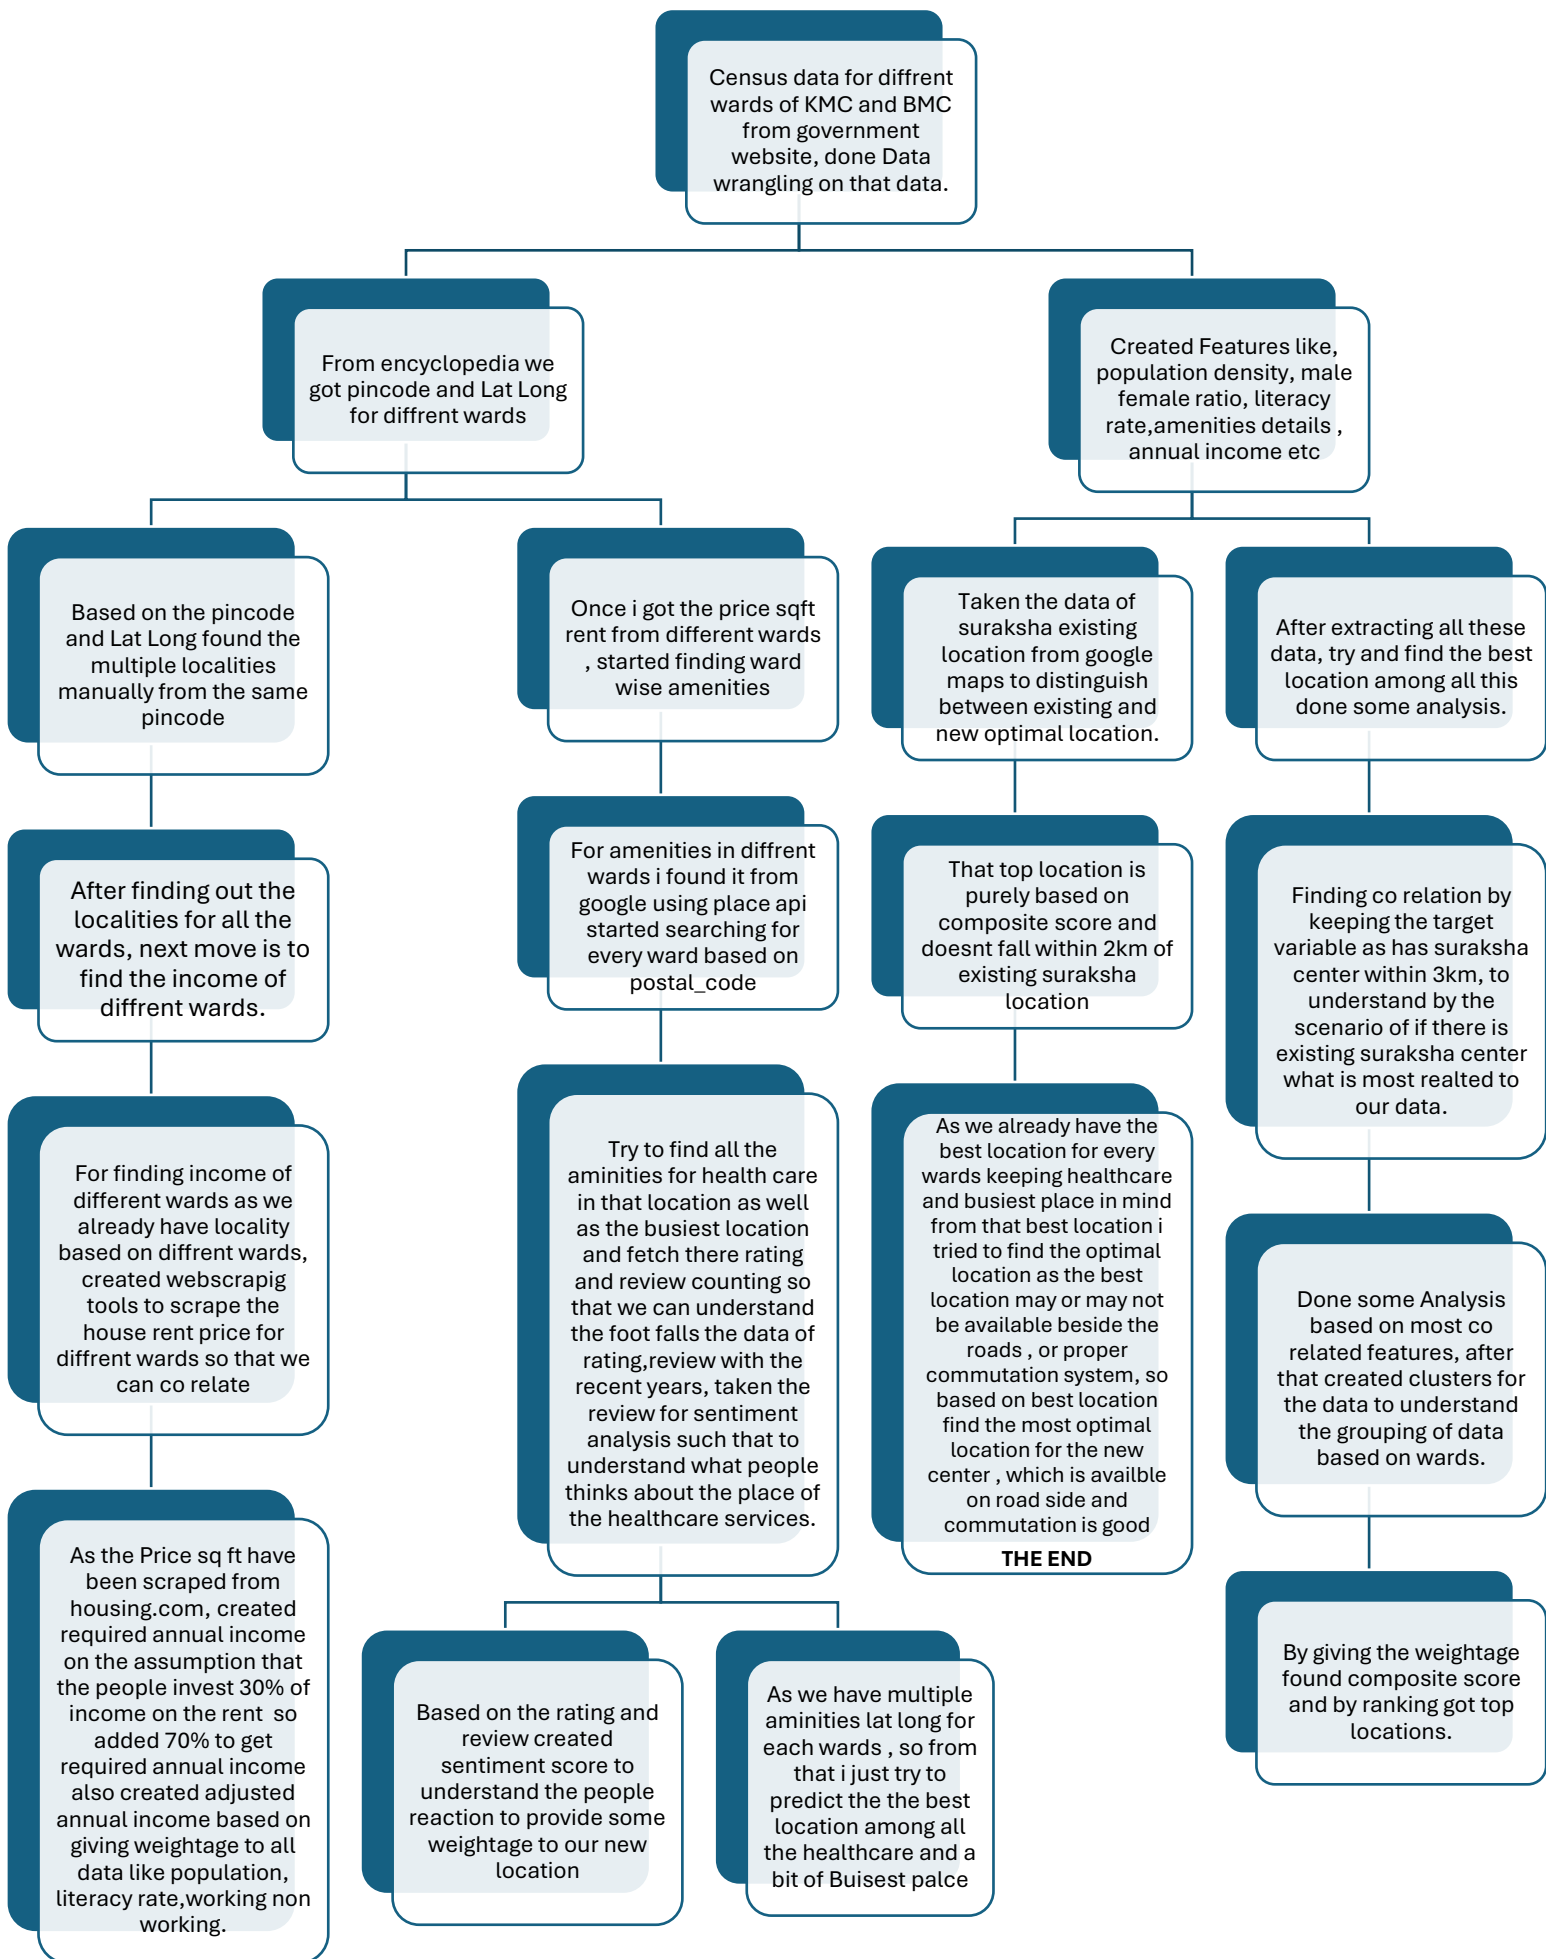 Census data for diffrent
wards of KMC and BMC
from government
website, done Data
wrangling on that data.
From encyclopedia we
got pincode and Lat Long
for diffrent wards
Created Features like,
population density, male
female ratio, literacy
rate,amenities details ,
annual income etc
Based on the pincode
and Lat Long found the
multiple localities
manually from the same
pincode
Once i got the price sqft
rent from different wards
, started finding ward
wise amenities
Taken the data of
suraksha existing
location from google
maps to distinguish
between existing and
new optimal location.
After extracting all these
data, try and find the best
location among all this
done some analysis.
After finding out the
localities for all the
wards, next move is to
find the income of
diffrent wards.
For amenities in diffrent
wards i found it from
google using place api
started searching for
every ward based on
postal_code
That top location is
purely based on
composite score and
doesnt fall within 2km of
existing suraksha
location
Finding co relation by
keeping the target
variable as has suraksha
center within 3km, to
understand by the
scenario of if there is
existing suraksha center
what is most realted to
our data.
For finding income of
different wards as we
already have locality
based on diffrent wards,
created webscrapig
tools to scrape the
house rent price for
diffrent wards so that we
can co relate
Try to find all the
aminities for health care
in that location as well
as the busiest location
and fetch there rating
and review counting so
that we can understand
the foot falls the data of
rating,review with the
recent years, taken the
review for sentiment
analysis such that to
understand what people
thinks about the place of
the healthcare services.
As we already have the
best location for every
wards keeping healthcare
and busiest place in mind
from that best location i
tried to find the optimal
location as the best
location may or may not
be available beside the
roads , or proper
commutation system, so
based on best location
find the most optimal
location for the new
center , which is availble
on road side and
commutation is good
THE END
Done some Analysis
based on most co
related features, after
that created clusters for
the data to understand
the grouping of data
based on wards.
As the Price sq ft have
been scraped from
housing.com, created
required annual income
on the assumption that
the people invest 30% of
income on the rent so
added 70% to get
required annual income
also created adjusted
annual income based on
giving weightage to all
data like population,
literacy rate,working non
working.
Based on the rating and
review created
sentiment score to
understand the people
reaction to provide some
weightage to our new
location
As we have multiple
aminities lat long for
each wards , so from
that i just try to
predict the the best
location among all
the healthcare and a
bit of Buisest palce
By giving the weightage
found composite score
and by ranking got top
locations.